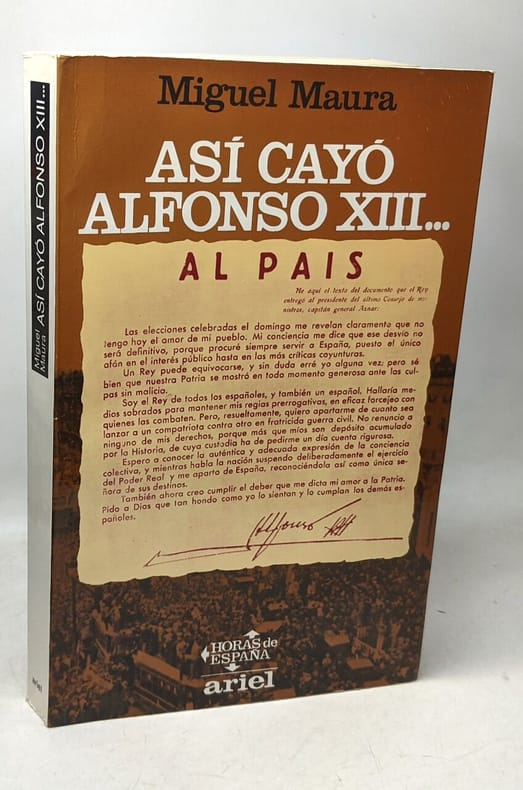 Miguel Maura
ASÍ CAYÓ
ALFONSO XIII...
AL PAIS
He aquí el texto del documento que el Rey
entregó al presidente del último Consejo de mi-
nistros, capitán general Aznar:
Las elecciones celebradas el domingo me revelan claramente que no
tengo hoy el amor de mi pueblo. Mi conciencia me dice que ese desvío no
será definitivo, porque procuré siempre servir a España, puesto el único
afán en el interés público hasta en las más críticas coyunturas.
Un Rey puede equivocarse, y sin duda erré yo alguna vez; pero sé
bien que nuestra Patria se mostró en todo momento generosa ante las cul-
pas sin malicia.
Soy el Rey de todos los españoles, y también un español. Hallaría me-
dios sobrados para mantener mis regias prerrogativas, en eficaz forcejeo con
quienes las combaten. Pero, resueltamente, quiero apartarme de cuanto sea
lanzar a un compatriota contra otro en fratricida guerra civil. No renuncio a
ninguno de mis derechos, porque más que míos son depósito acumulado
por la Historia, de cuya custodia ha de pedirme un día cuenta rigurosa.
Espero a conocer la auténtica y adecuada expresión de la conciencia
colectiva, y mientras habla la nación suspendo deliberadamente el ejercicio
del Poder Real y me aparto de España, reconociéndola así como única se-
ñora de sus destinos.
También ahora creo cumplir el deber que me dicta mi amor a la Patria.
Pido a Dios que tan hondo como yo lo sientan y lo cumplan los demás es-
pañoles.
Alfonso XIII
HORAS de
ESPAÑA
ariel
Miguel
Maura
ASÍ CAYÓ ALFONSO XIII...
ariel